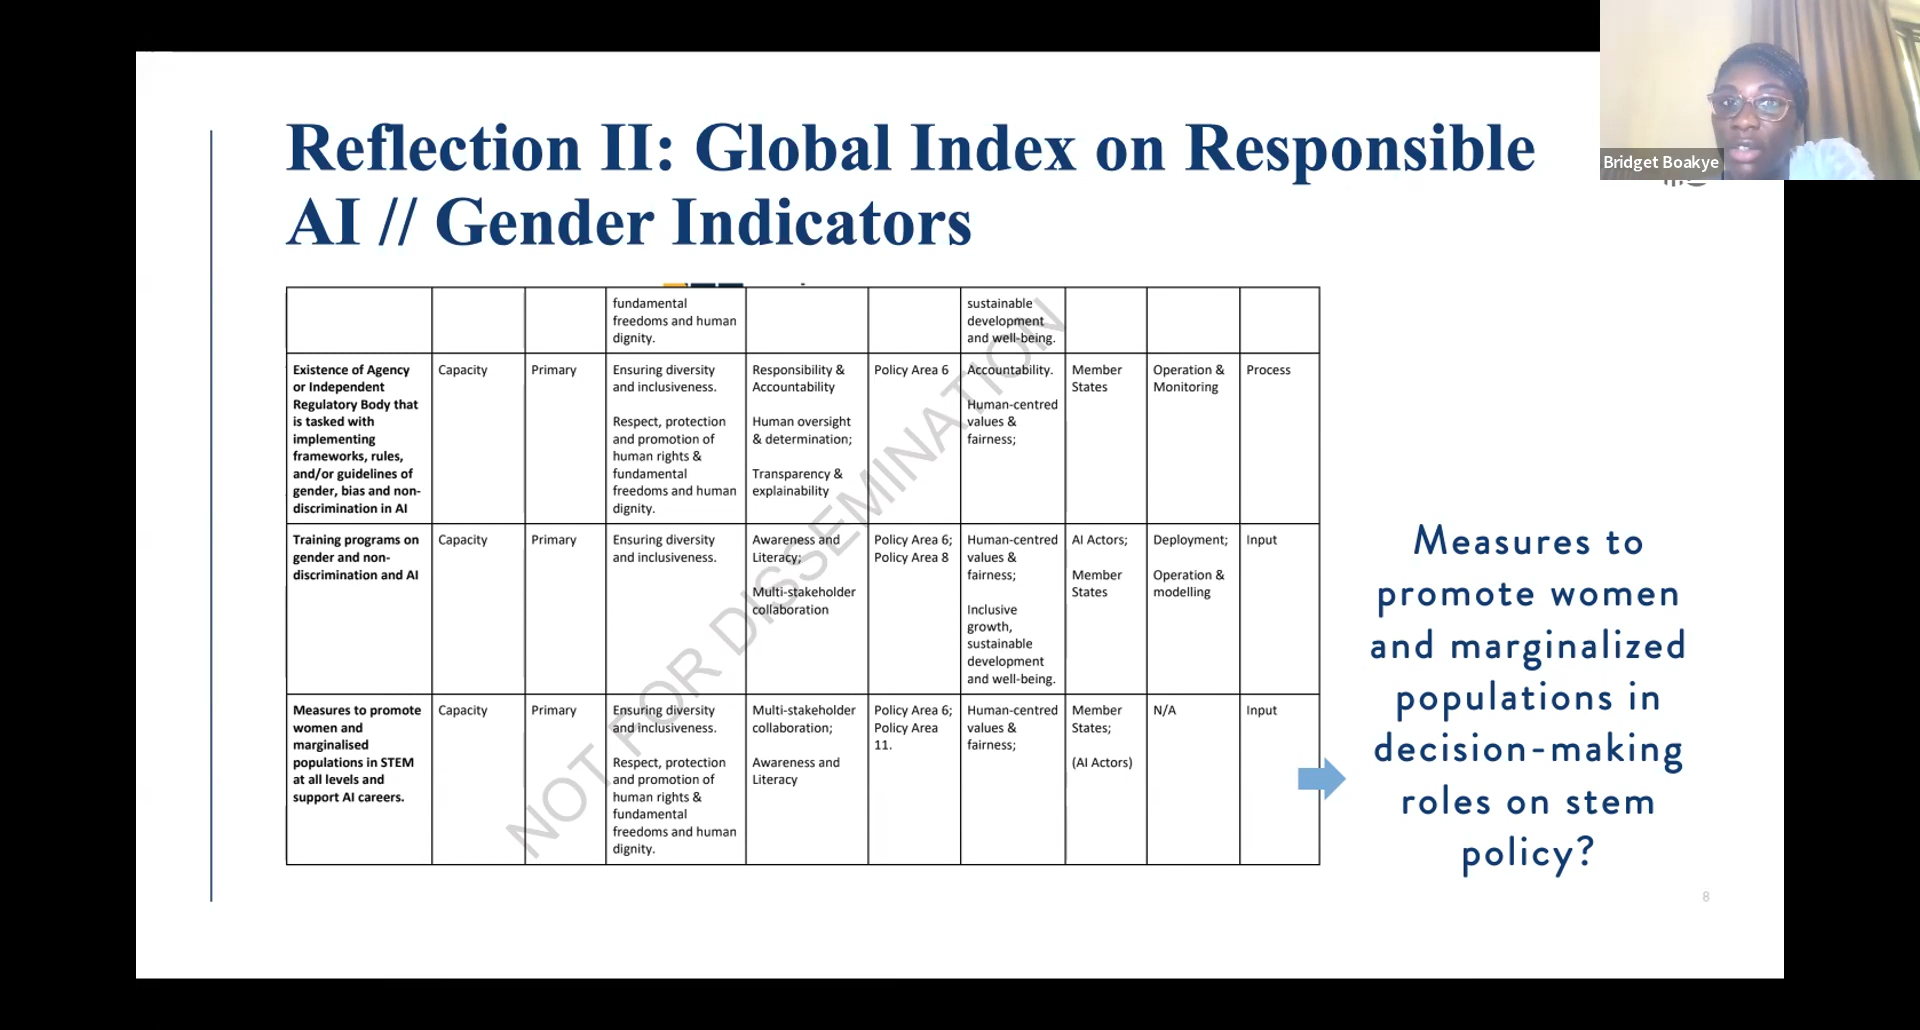 Bridget Boakye
Reflection II: Global Index on Responsible
AI // Gender Indicators
fundamental
freedoms and human
dignity.
sustainable
development
and well-being.
Existence of Agency
or Independent
Regulatory Body that
is tasked with
implementing
frameworks, rules,
and/or guidelines of
gender, bias and non-
discrimination in AI
Capacity
Primary
Ensuring diversity
and inclusiveness.
Respect, protection
and promotion of
human rights &
fundamental
freedoms and human
dignity.
Responsibility &
Accountability
Human oversight
& determination;
Transparency &
explainability
Policy Area 6
Accountability.
Human-centred
values &
fairness;
Member
States
Operation &
Monitoring
Process
Training programs on
gender and non-
discrimination and AI
Capacity
Primary
Ensuring diversity
and inclusiveness.
Awareness and
Literacy;
Multi-stakeholder
collaboration
Policy Area 6;
Policy Area 8
Human-centred
values &
fairness;
Inclusive
growth,
sustainable
development
and well-being.
AI Actors;
Member
States
Deployment;
Operation &
modelling
Input
Measures to promote
women and
marginalised
populations in STEM
at all levels and
support AI careers.
Capacity
Primary
Ensuring diversity
and inclusiveness.
Respect, protection
and promotion of
human rights &
fundamental
freedoms and human
dignity.
Multi-stakeholder
collaboration;
Awareness and
Literacy
Policy Area 6;
Policy Area
11.
Human-centred
values &
fairness;
Member
States;
(AI Actors)
N/A
Input
NOT FOR DISSEMINATION
Measures to
promote women
and marginalized
populations in
decision-making
roles on stem
policy?
8